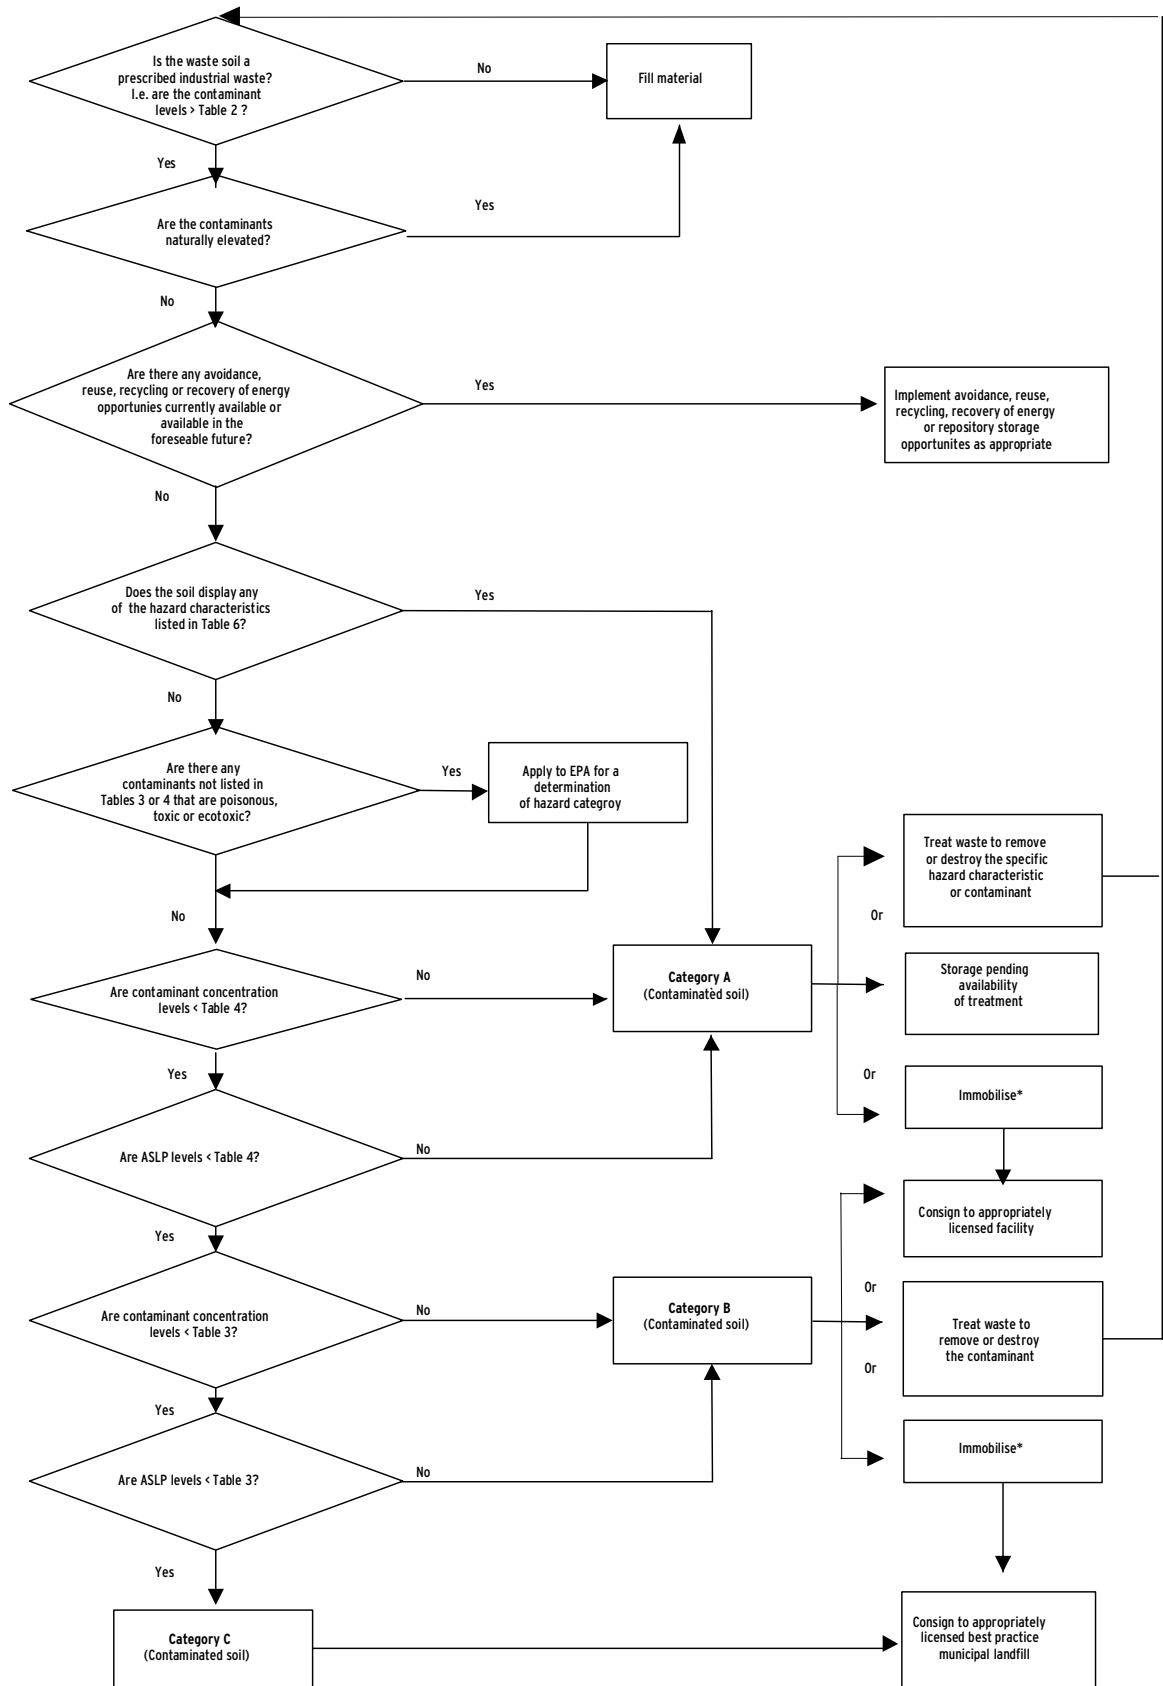 Is the waste soil a
prescribed industrial waste?
I.e. are the contaminant
levels > Table 2 ?
No
Fill material
Yes
Are the contaminants
naturally elevated?
Yes
No
Are there any avoidance,
reuse, recycling or recovery of energy
opportunies currently available or
available in the
foreseable future?
Yes
Implement avoidance, reuse,
recycling, recovery of energy
or repository storage
opportunites as appropriate
No
Does the soil display any
of the hazard characteristics
listed in Table 6?
Yes
No
Are there any
contaminants not listed in
Tables 3 or 4 that are poisonous,
toxic or ecotoxic?
Yes
Apply to EPA for a
determination
of hazard categroy
No
Treat waste to remove
or destroy the specific
hazard characteristic
or contaminant
Or
Are contaminant concentration
levels < Table 4?
No
Category A
(Contaminated soil)
Storage pending
availability
of treatment
Or
Yes
Immobilise*
Are ASLP levels < Table 4?
No
Consign to appropriately
licensed facility
Yes
Are contaminant concentration
levels < Table 3?
No
Category B
(Contaminated soil)
Or
Treat waste to
remove or destroy
the contaminant
Or
Yes
Immobilise*
Are ASLP levels < Table 3?
No
Yes
Category C
(Contaminated soil)
Consign to appropriately
licensed best practice
municipal landfill